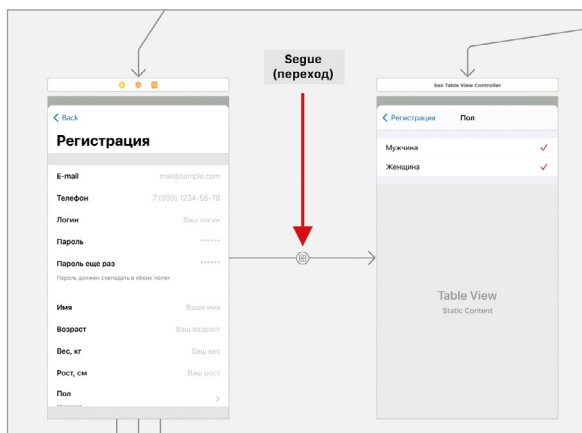 Segue
(переход)
Sex Table View Controller
Back
Регистрация
E-mail
mail@sample.com
Телефон
7 (999) 1234-56-78
Логин
Ваш логин
Пароль
******
Пароль еще раз
******
Пароль должен совпадать в обоих полях
Имя
Ваше имя
Возраст
Ваш возраст
Вес, кг
Ваш вес
Рост, см
Ваш рост
Пол
Регистрация
Пол
Мужчина
Женщина
Table View
Static Content